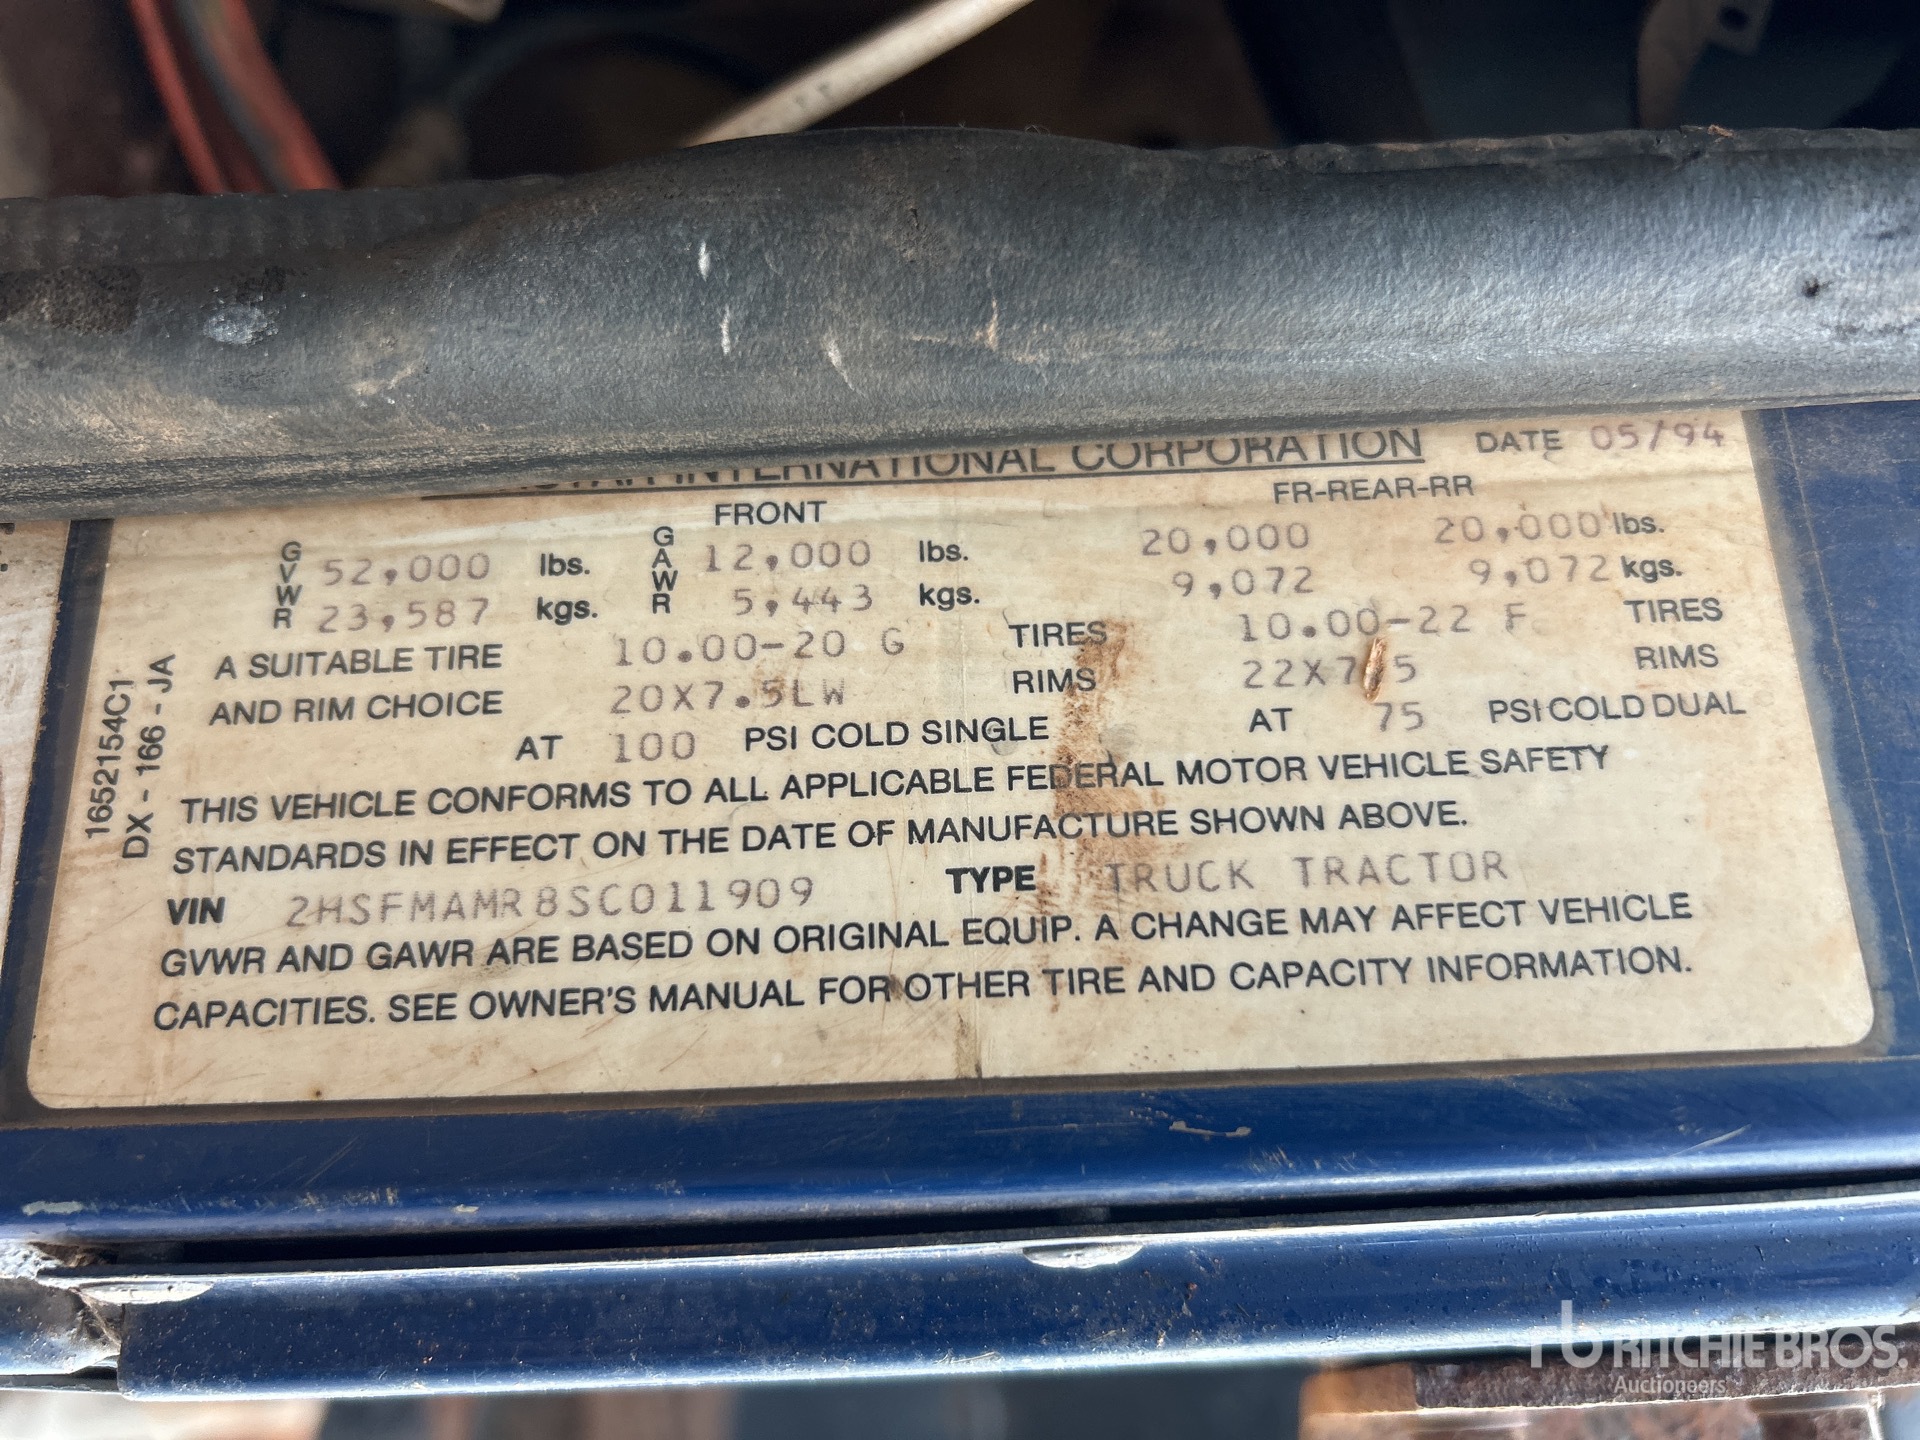 INTERNATIONAL CORPORATION DATE 05/94
FRONT FR-REAR-RR
GVWR 52,000 lbs. GAWR 12,000 lbs. 20,000 20,000 lbs.
23,587 kgs. 5,443 kgs. 9,072 9,072 kgs.
A SUITABLE TIRE 10.00-20 G TIRES 10.00-22 F TIRES
AND RIM CHOICE 20X7.5LW RIMS 22X7.5 RIMS
AT 100 PSI COLD SINGLE AT 75 PSI COLD DUAL
THIS VEHICLE CONFORMS TO ALL APPLICABLE FEDERAL MOTOR VEHICLE SAFETY
STANDARDS IN EFFECT ON THE DATE OF MANUFACTURE SHOWN ABOVE.
VIN 2HSFMAMR8SC011909 TYPE TRUCK TRACTOR
GVWR AND GAWR ARE BASED ON ORIGINAL EQUIP. A CHANGE MAY AFFECT VEHICLE
CAPACITIES. SEE OWNER'S MANUAL FOR OTHER TIRE AND CAPACITY INFORMATION.
1652154C1
DX - 166 - JA
rb RITCHIE BROS.
Auctioneers